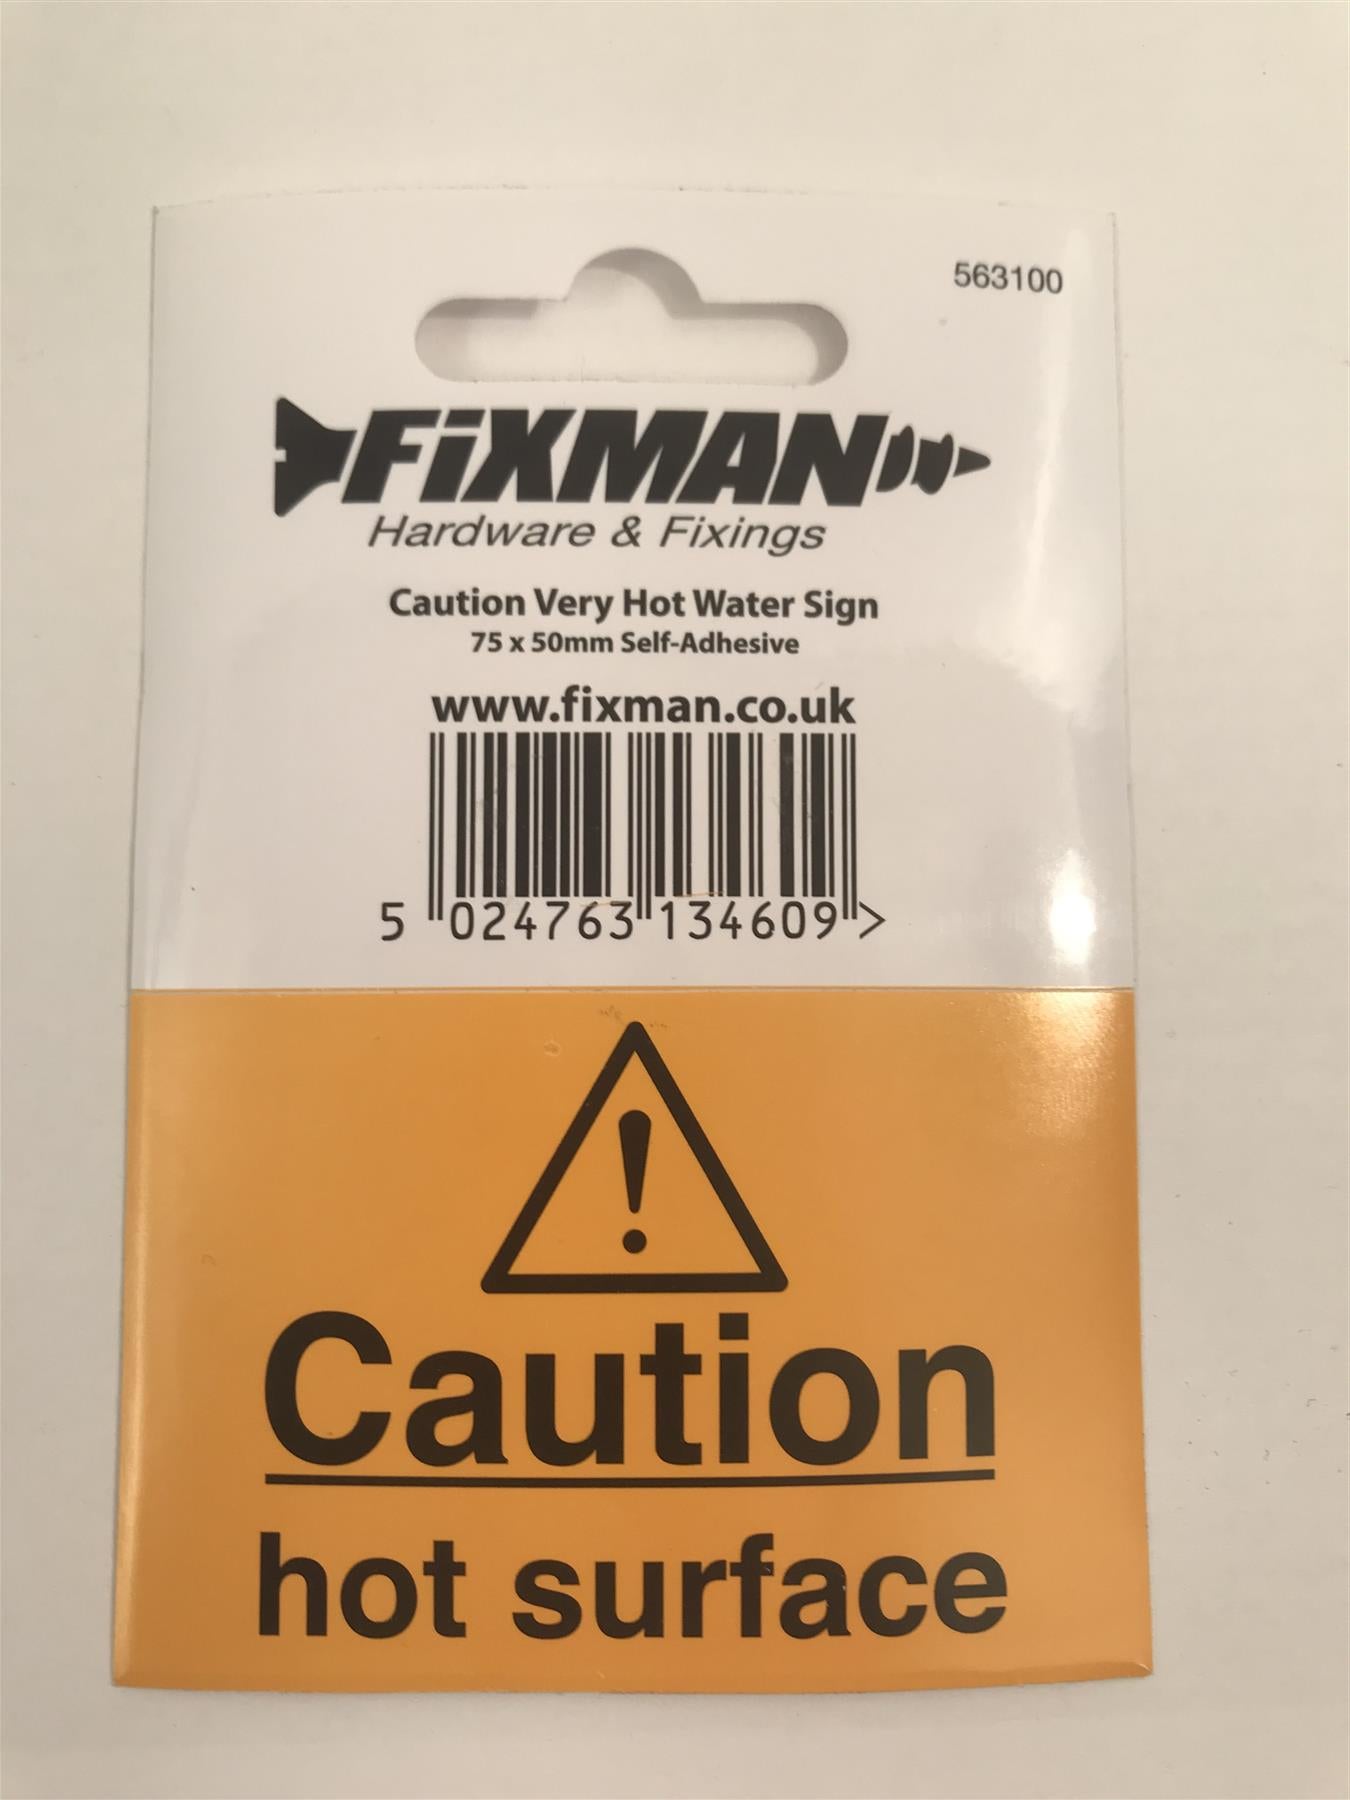 563100
FiXMAN
Hardware & Fixings
Caution Very Hot Water Sign
75 x 50mm Self-Adhesive
www.fixman.co.uk
5 024763 134609 >
!
Caution
hot surface